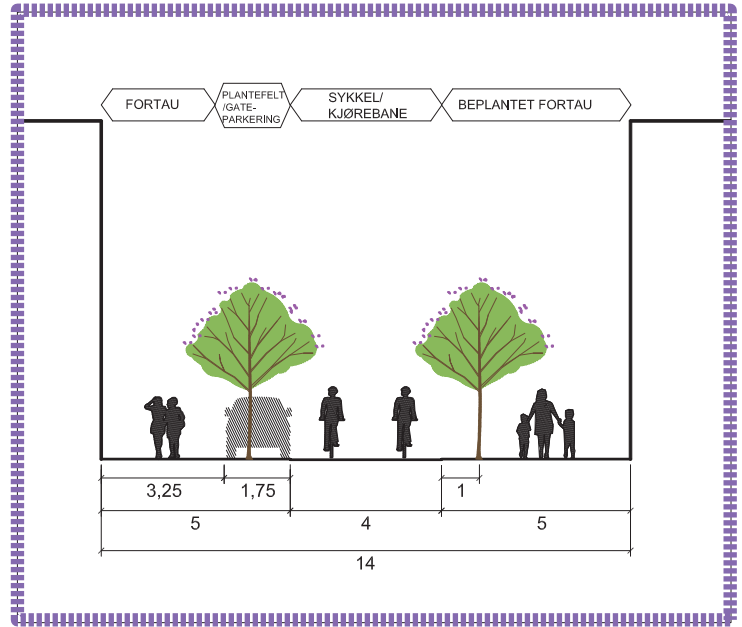 FORTAU
PLANTEFELT
/GATE-
PARKERING
SYKKEL/
KJØREBANE
BEPLANTET FORTAU
3,25
1,75
1
5
4
5
14